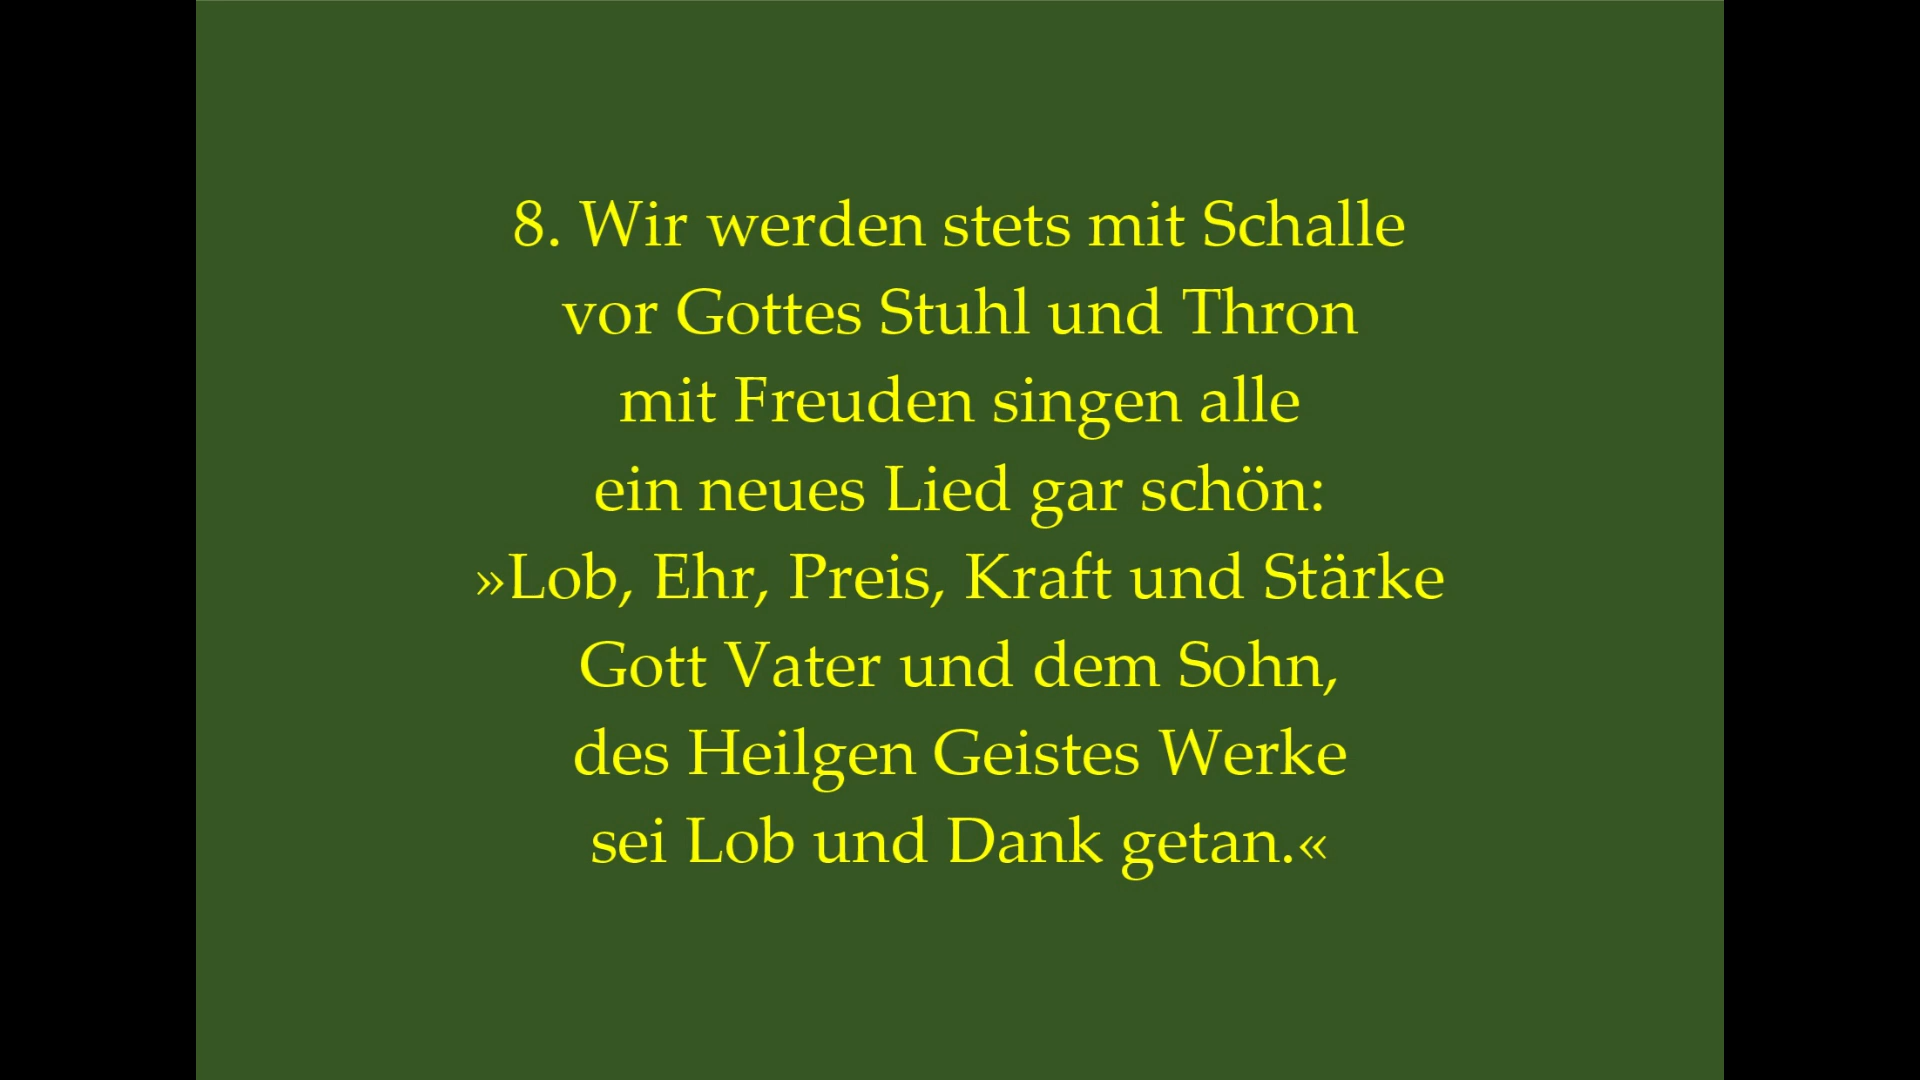 8. Wir werden stets mit Schalle
vor Gottes Stuhl und Thron
mit Freuden singen alle
ein neues Lied gar schön:
»Lob, Ehr, Preis, Kraft und Stärke
Gott Vater und dem Sohn,
des Heilgen Geistes Werke
sei Lob und Dank getan.«